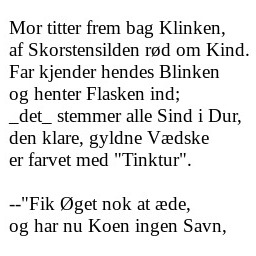 Mor titter frem bag Klinken,
af Skorstensilden rød om Kind.
Far kjender hendes Blinken
og henter Flasken ind;
_det_ stemmer alle Sind i Dur,
den klare, gyldne Vædske
er farvet med "Tinktur".

--"Fik Øget nok at æde,
og har nu Koen ingen Savn,